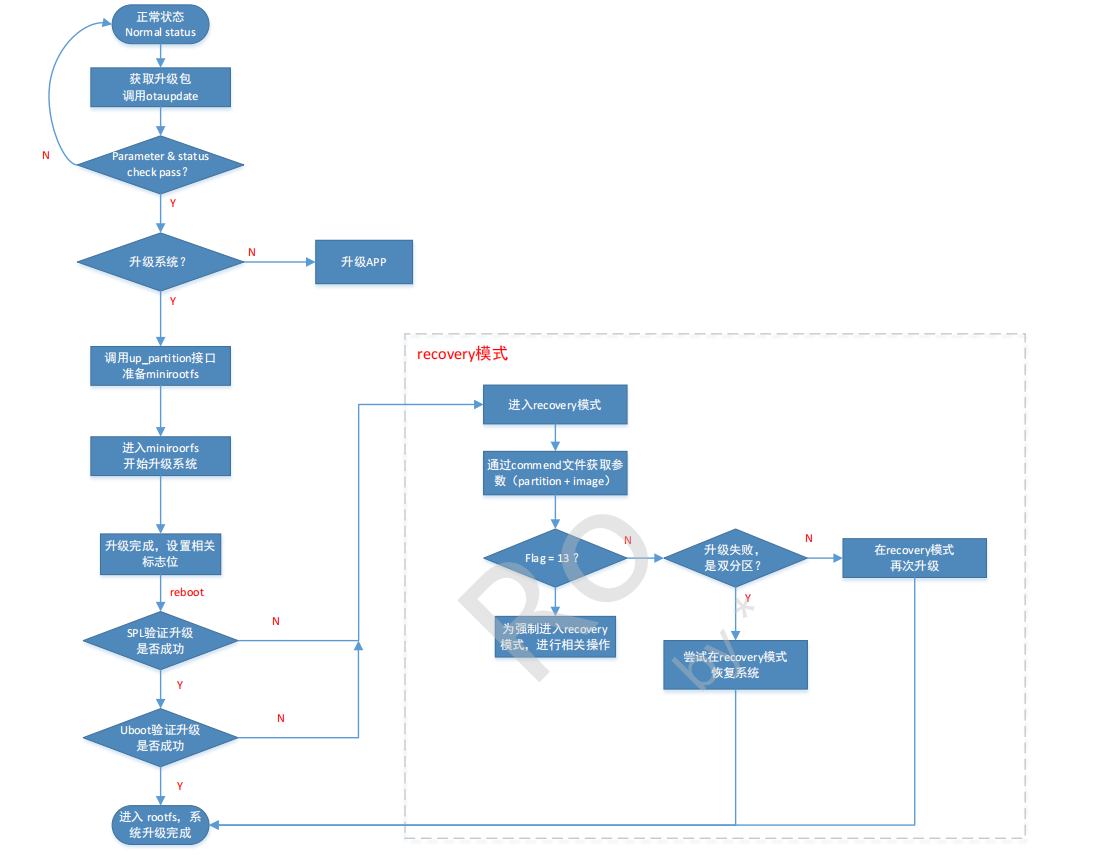 正常状态
Normal status
获取升级包
调用otaupdate
N
Parameter & status
check pass?
Y
升级系统?
N
升级APP
Y
调用up_partition接口
准备minirootfs
进入miniroorfs
开始升级系统
升级完成，设置相关
标志位
reboot
SPL验证升级
是否成功
N
Y
Uboot验证升级
是否成功
N
Y
进入 rootfs，系
统升级完成
recovery模式
进入recovery模式
通过commend文件获取参
数（partition + image）
Flag = 13 ?
N
为强制进入recovery
模式，进行相关操作
升级失败，
是双分区?
N
在recovery模式
再次升级
Y
尝试在recovery模式
恢复系统
RO
by *